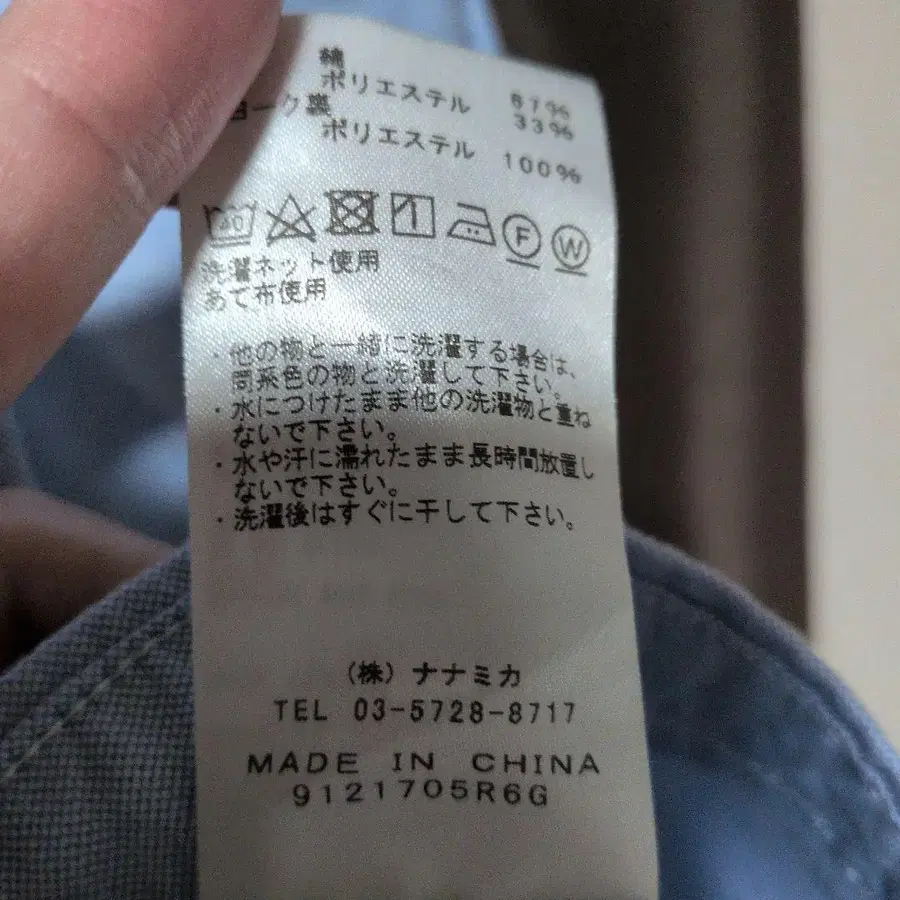 綿 67%
ポリエステル 33%
ヨーク裏
ポリエステル 100%
40 F W
洗濯ネット使用
あて布使用
・他の物と一緒に洗濯する場合は、
同系色の物と洗濯して下さい。
・水につけたまま他の洗濯物と重ね
ないで下さい。
・水や汗に濡れたまま長時間放置し
ないで下さい。
・洗濯後はすぐに干して下さい。
(株) ナナミカ
TEL 03-5728-8717
MADE IN CHINA
9121705R6G